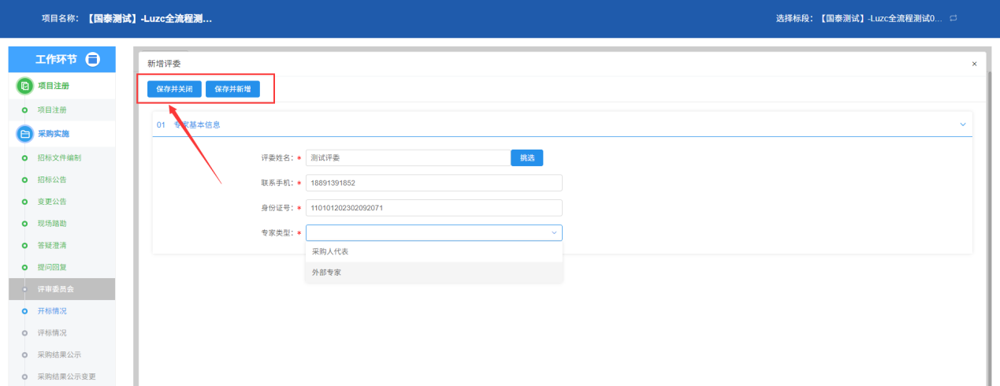 项目名称：【国泰测试】-Luzc全流程测...
选择标段：【国泰测试】-Luzc全流程测试0...
工作环节
项目注册
项目注册
采购实施
招标文件编制
招标公告
变更公告
现场踏勘
答疑澄清
提问回复
评审委员会
开标情况
评标情况
采购结果公示
采购结果公示变更
新增评委 ×
保存并关闭 保存并新增
01 专家基本信息
评委姓名：* 测试评委 挑选
联系手机：* 18891391852
身份证号：* 110101202302092071
专家类型：*
采购人代表
外部专家